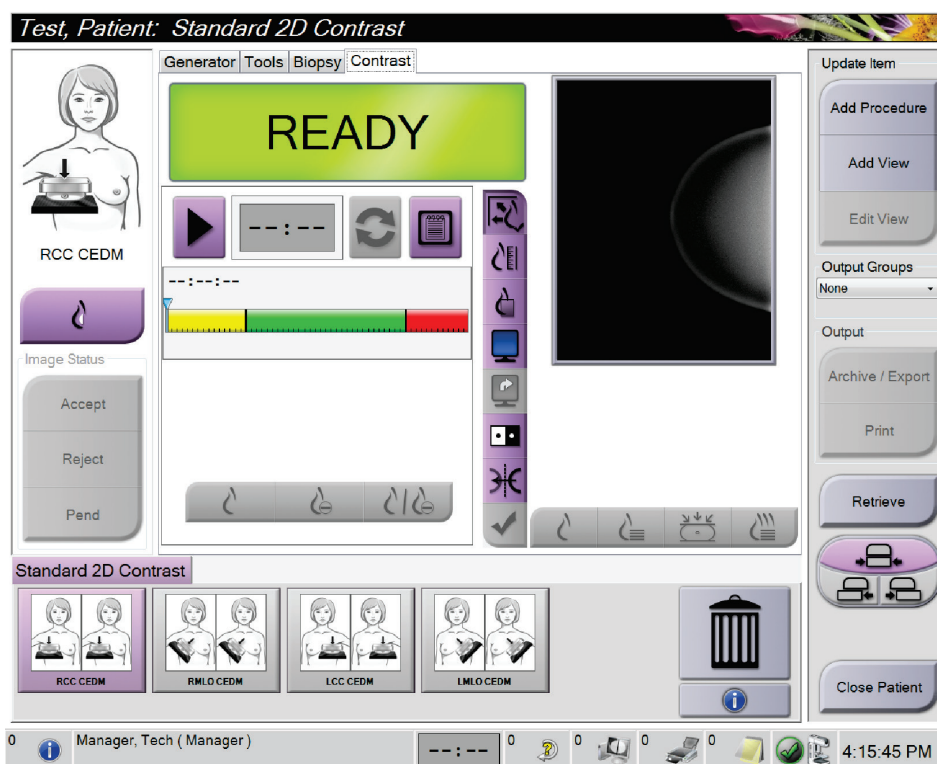 Test, Patient: Standard 2D Contrast
Generator Tools Biopsy Contrast
READY
--:--
--:--:--
RCC CEDM
Image Status
Accept
Reject
Pend
Update Item
Add Procedure
Add View
Edit View
Output Groups
None
Output
Archive / Export
Print
Retrieve
Close Patient
Standard 2D Contrast
RCC CEDM
RMLO CEDM
LCC CEDM
LMLO CEDM
0 Manager, Tech ( Manager ) --:-- 0 0 0 0 4:15:45 PM